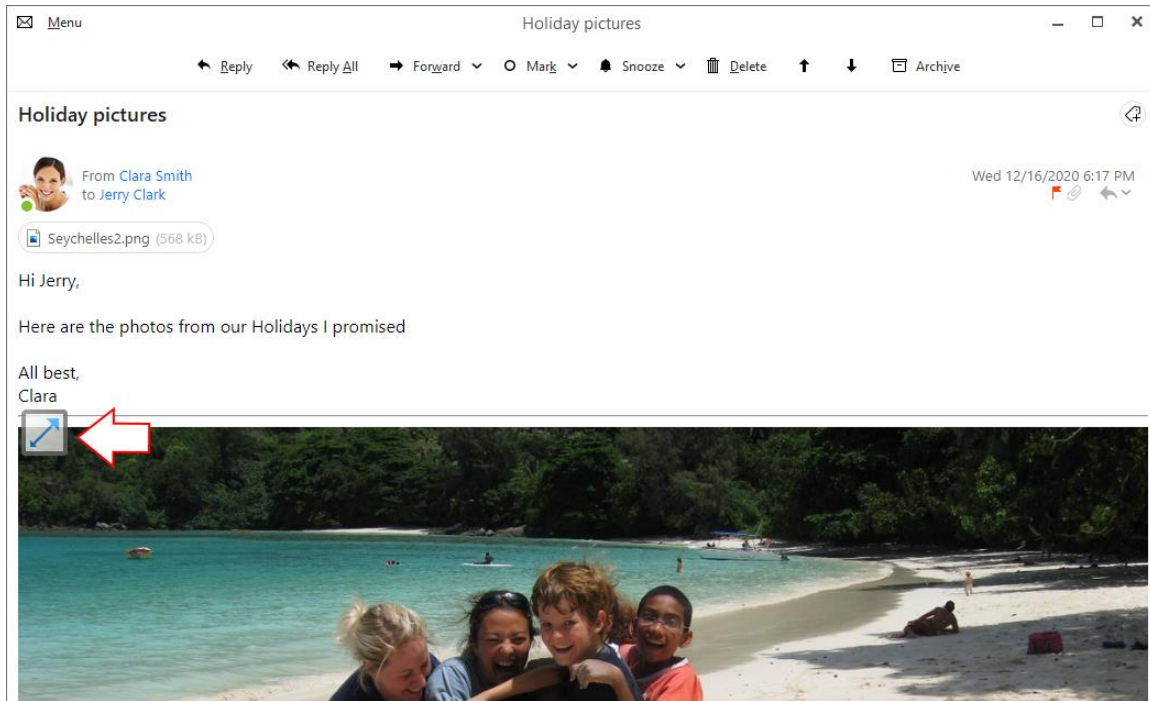 Menu Holiday pictures
Reply Reply All Forward Mark Snooze Delete Archive
Holiday pictures
From Clara Smith Wed 12/16/2020 6:17 PM
to Jerry Clark
Seychelles2.png (568 kB)
Hi Jerry,
Here are the photos from our Holidays I promised
All best,
Clara